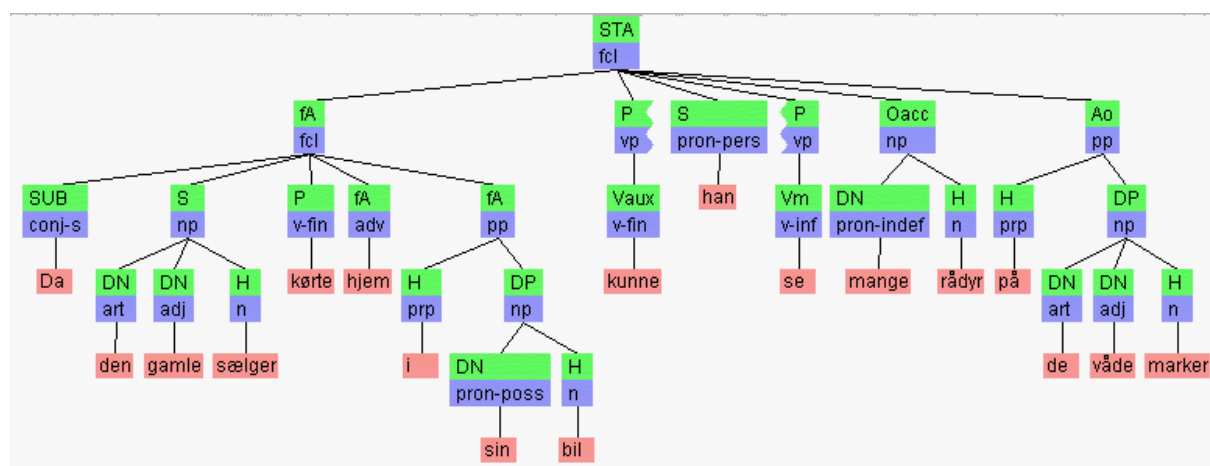 STA
fcl
fA P S P Oacc Ao
fcl vp pron-pers vp np pp
SUB S P fA fA Vaux han Vm DN H H DP
conj-s np v-fin adv pp v-fin v-inf pron-indef n prp np
Da DN DN H kørte hjem H DP kunne se mange rådyr på DN DN H
art adj n prp np art adj n
den gamle sælger i DN H de våde marker
pron-poss n
sin bil